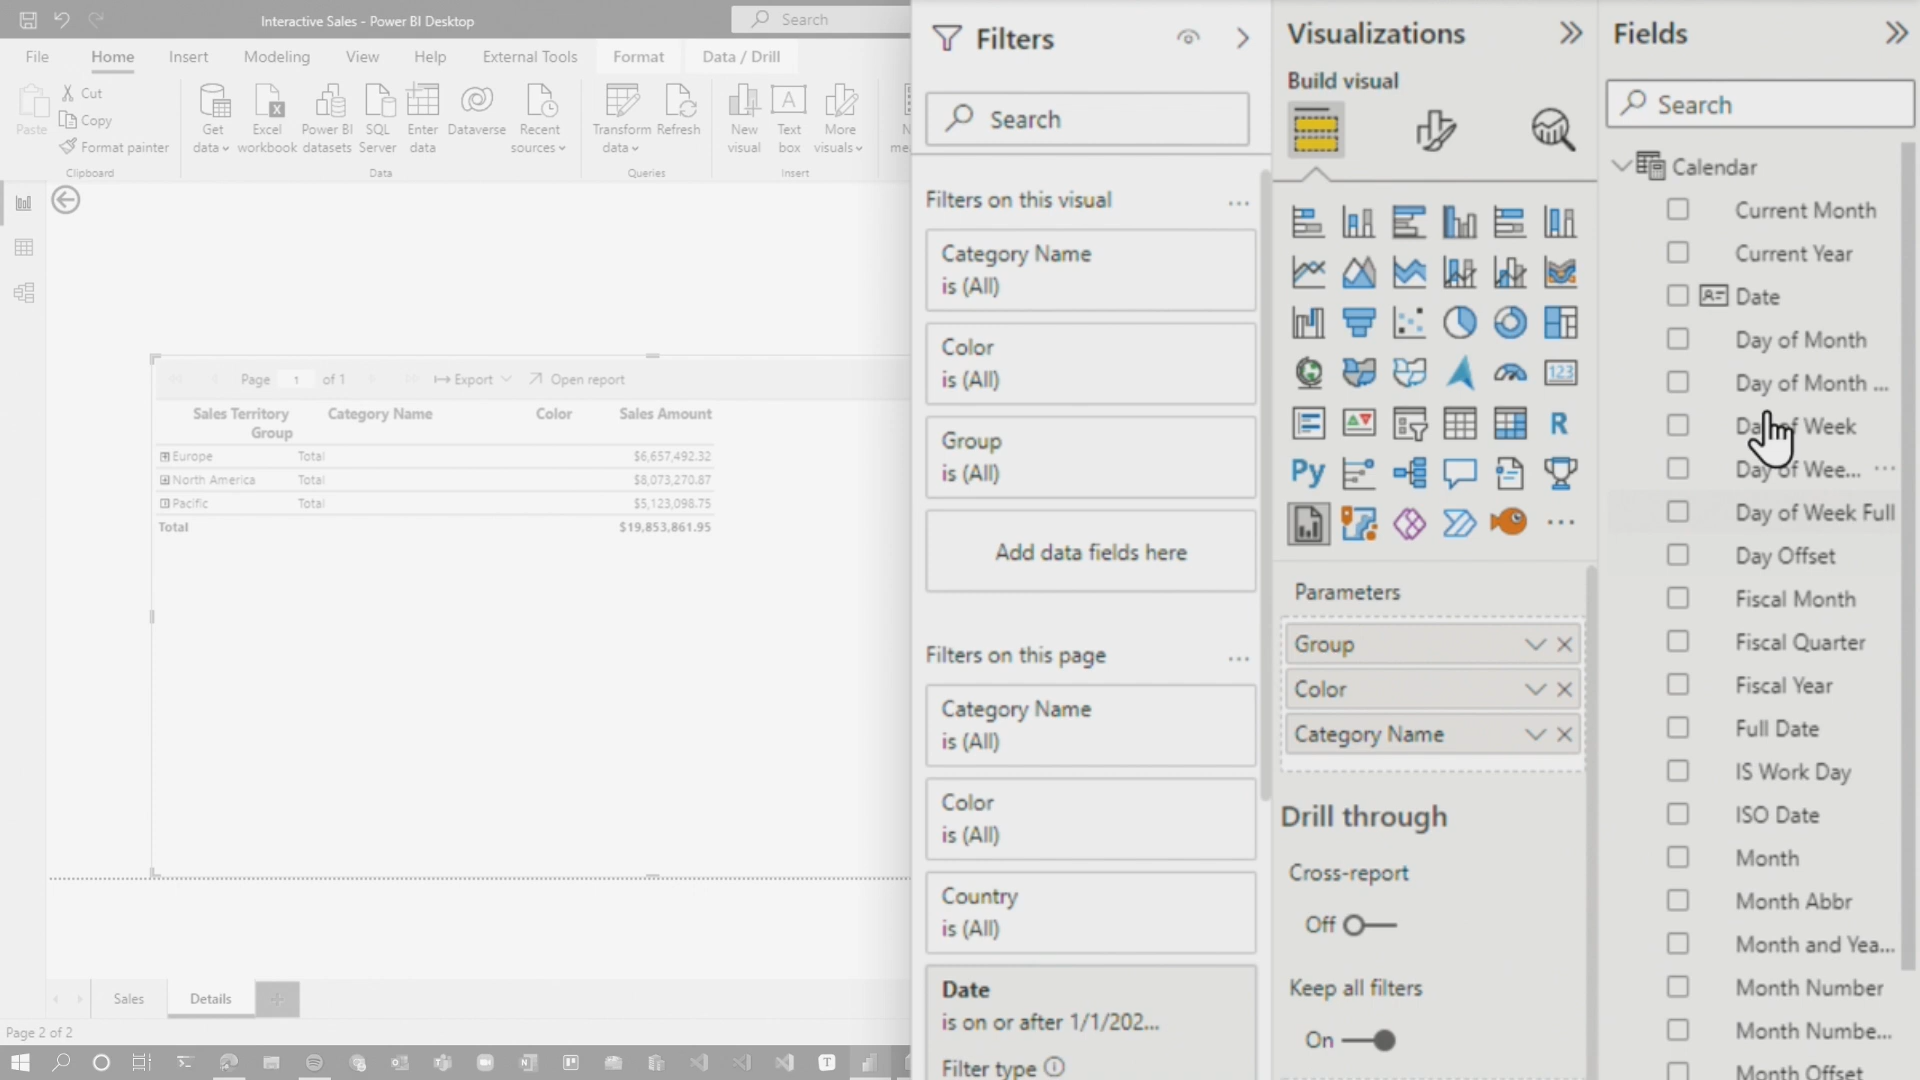 Interactive Sales - Power BI Desktop
Search
File
Home
Insert
Modeling
View
Help
External Tools
Format
Data / Drill
Paste
Cut
Copy
Format painter
Clipboard
Get
data
Excel
workbook
Power BI
datasets
SQL
Server
Enter
data
Dataverse
Recent
sources
Data
Transform
data
Refresh
Queries
New
visual
Text
box
More
visuals
Insert
Page 1 of 1
Export
Open report
Sales Territory
Group
Category Name
Color
Sales Amount
Europe Total $6,657,492.32
North America Total $8,073,270.87
Pacific Total $5,123,098.75
Total $19,853,861.95
Sales
Details
Page 2 of 2
Filters
Search
Filters on this visual
...
Category Name
is (All)
Color
is (All)
Group
is (All)
Add data fields here
Filters on this page
...
Category Name
is (All)
Color
is (All)
Country
is (All)
Date
is on or after 1/1/202...
Filter type
Visualizations
Build visual
123
R
Py
...
Parameters
Group
Color
Category Name
Drill through
Cross-report
Off
Keep all filters
On
Fields
Search
Calendar
Current Month
Current Year
Date
Day of Month
Day of Month ...
Day of Week
Day of Wee... ...
Day of Week Full
Day Offset
Fiscal Month
Fiscal Quarter
Fiscal Year
Full Date
IS Work Day
ISO Date
Month
Month Abbr
Month and Yea...
Month Number
Month Numbe...
Month Offset